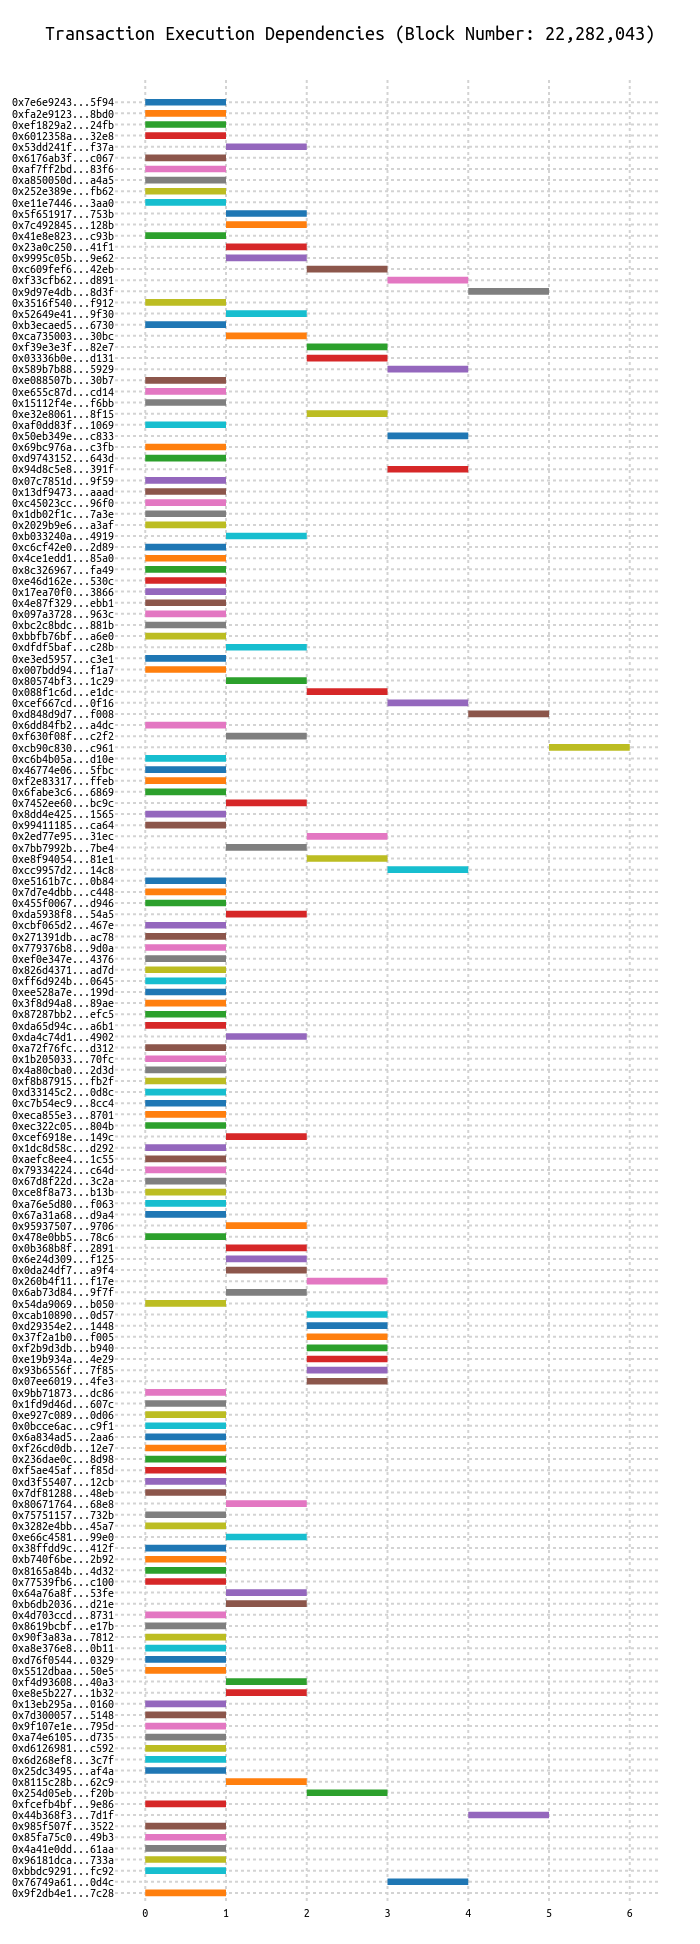 Transaction Execution Dependencies (Block Number: 22,282,043)
0x7e6e9243...5f94
0xfa2e9123...8bd0
0xef1829a2...24fb
0x6012358a...32e8
0x53dd241f...f37a
0x6176ab3f...c067
0xaf7ff2bd...83f6
0xa850050d...a4a5
0x252e389e...fb62
0xe11e7446...3aa0
0x5f651917...753b
0x7c492845...128b
0x41e8e823...c93b
0x23a0c250...41f1
0x9995c05b...9e62
0xc609fef6...42eb
0xf33cfb62...d891
0x9d97e4db...8d3f
0x3516f540...f912
0x52649e41...9f30
0xb3ecaed5...6730
0xca735003...30bc
0xf39e3e3f...82e7
0x03336b0e...d131
0x589b7b88...5929
0xe088507b...30b7
0xe655c87d...cd14
0x15112f4e...f6bb
0xe32e8061...8f15
0xaf0dd83f...1069
0x50eb349e...c833
0x69bc976a...c3fb
0xd9743152...643d
0x94d8c5e8...391f
0x07c7851d...9f59
0x13df9473...aaad
0xc45023cc...96f0
0x1db02f1c...7a3e
0x2029b9e6...a3af
0xb033240a...4919
0xc6cf42e0...2d89
0x4ce1edd1...85a0
0x8c326967...fa49
0xe46d162e...530c
0x17ea70f0...3866
0x4e87f329...ebb1
0x097a3728...963c
0xbc2c8bdc...881b
0xbbfb76bf...a6e0
0xdfdf5baf...c28b
0xe3ed5957...c3e1
0x007bdd94...f1a7
0x80574bf3...1c29
0x088f1c6d...e1dc
0xcef667cd...0f16
0xd848d9d7...f008
0x6dd84fb2...a4dc
0xf630f08f...c2f2
0xcb90c830...c961
0xc6b4b05a...d10e
0x46774e06...5fbc
0xf2e83317...ffeb
0x6fabe3c6...6869
0x7452ee60...bc9c
0x8dd4e425...1565
0x99411185...ca64
0x2ed77e95...31ec
0x7bb7992b...7be4
0xe8f94054...81e1
0xcc9957d2...14c8
0xe5161b7c...0b84
0x7d7e4dbb...c448
0x455f0067...d946
0xda5938f8...54a5
0xcbf065d2...467e
0x271391db...ac78
0x779376b8...9d0a
0xef0e347e...4376
0x826d4371...ad7d
0xff6d924b...0645
0xee528a7e...199d
0x3f8d94a8...89ae
0x87287bb2...efc5
0xda65d94c...a6b1
0xda4c74d1...4902
0xa72f76fc...d312
0x1b205033...70fc
0x4a80cba0...2d3d
0xf8b87915...fb2f
0xd33145c2...0d8c
0xc7b54ec9...8cc4
0xeca855e3...8701
0xec322c05...804b
0xcef6918e...149c
0x1dc8d58c...d292
0xaefc8ee4...1c55
0x79334224...c64d
0x67d8f22d...3c2a
0xce8f8a73...b13b
0xa76e5d80...f063
0x67a31a68...d9a4
0x95937507...9706
0x478e0bb5...78c6
0x0b368b8f...2891
0x6e24d309...f125
0x0da24df7...a9f4
0x260b4f11...f17e
0x6ab73d84...9f7f
0x54da9069...b050
0xcab10890...0d57
0xd29354e2...1448
0x37f2a1b0...f005
0xf2b9d3db...b940
0xe19b934a...4e29
0x93b6556f...7f85
0x07ee6019...4fe3
0x9bb71873...dc86
0x1fd9d46d...607c
0xe927c089...0d06
0x0bcce6ac...c9f1
0x6a834ad5...2aa6
0xf26cd0db...12e7
0x236dae0c...8d98
0xf5ae45af...f85d
0xd3f55407...12cb
0x7df81288...48eb
0x80671764...68e8
0x75751157...732b
0x3282e4bb...45a7
0xe66c4581...99e0
0x38ffdd9c...412f
0xb740f6be...2b92
0x8165a84b...4d32
0x77539fb6...c100
0x64a76a8f...53fe
0xb6db2036...d21e
0x4d703ccd...8731
0x8619bcbf...e17b
0x90f3a83a...7812
0xa8e376e8...0b11
0xd76f0544...0329
0x5512dbaa...50e5
0xf4d93608...40a3
0xe8e5b227...1b32
0x13eb295a...0160
0x7d300057...5148
0x9f107e1e...795d
0xa74e6105...d735
0xd6126981...c592
0x6d268ef8...3c7f
0x25dc3495...af4a
0x8115c28b...62c9
0x254d05eb...f20b
0xfcefb4bf...9e86
0x44b368f3...7d1f
0x985f507f...3522
0x85fa75c0...49b3
0x4a41e0dd...61aa
0x96181dca...733a
0xbbdc9291...fc92
0x76749a61...0d4c
0x9f2db4e1...7c28
0 1 2 3 4 5 6